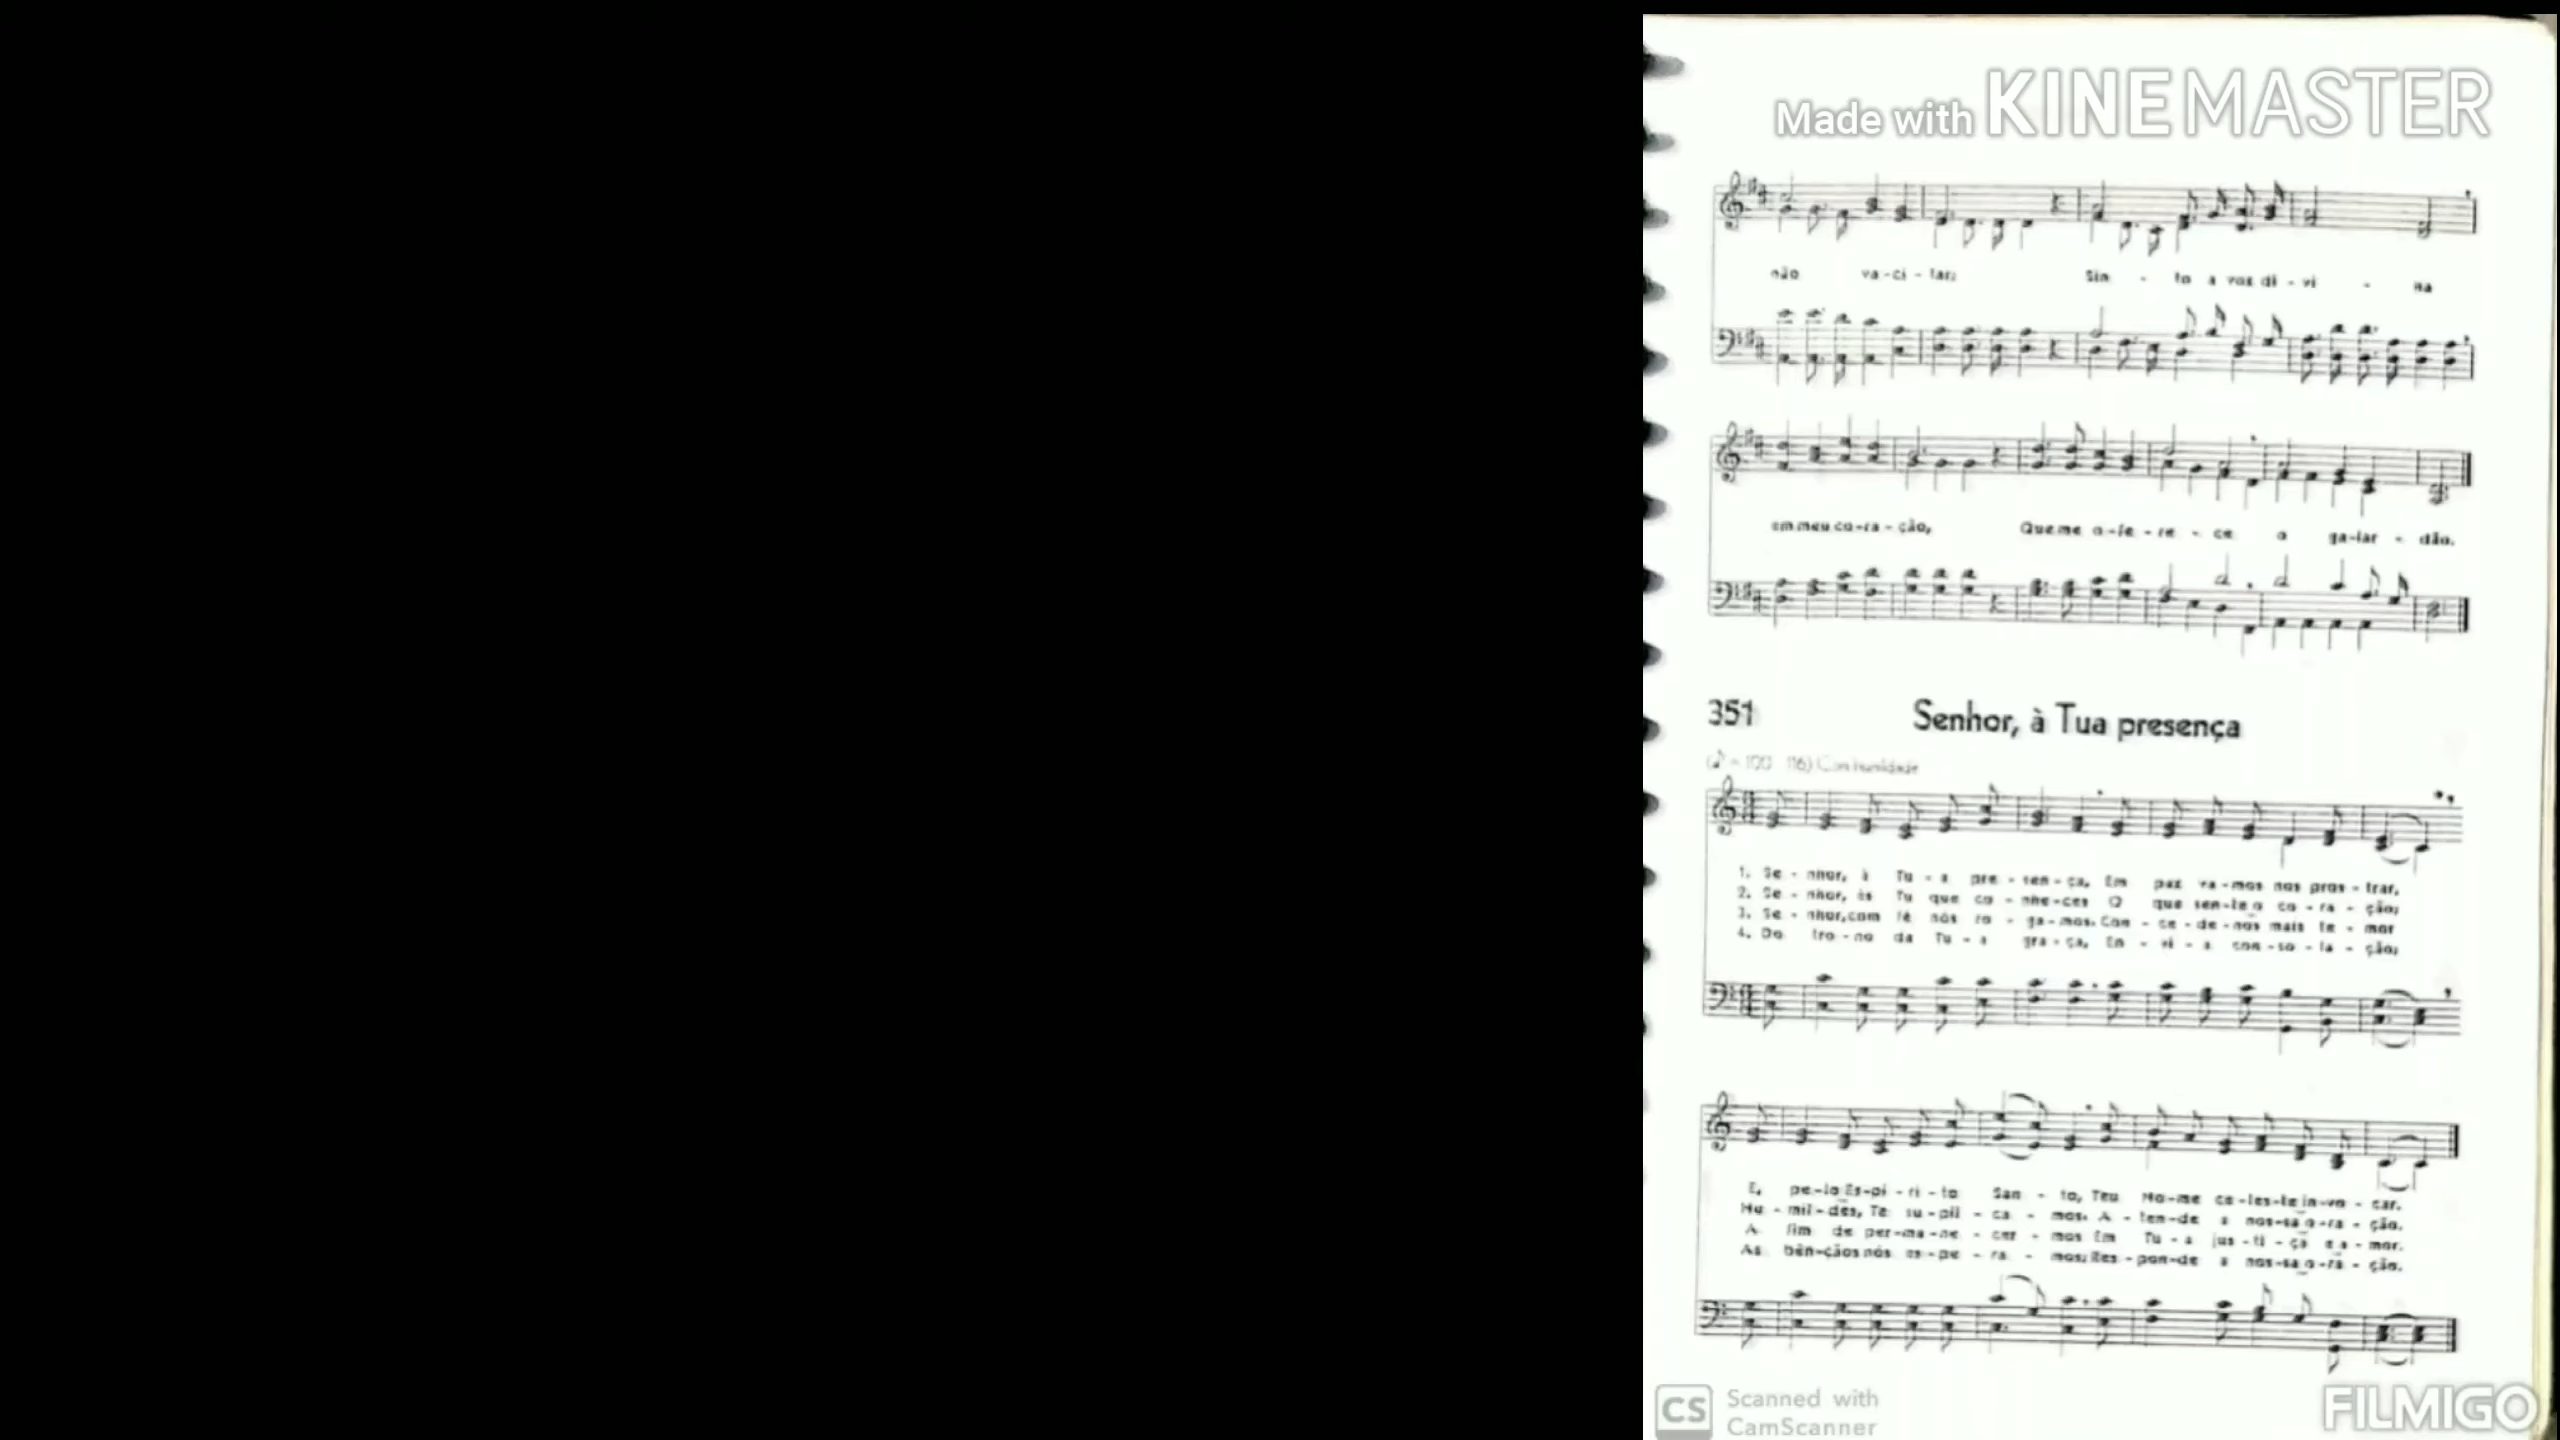 Made with KINEMASTER
não va-ci-lar; Sin - to a voz di-vi - na
em meu co-ra-ção, Que me o-fe-re-ce o ga-lar-dão.
351 Senhor, à Tua presença
(♪ = 100 116) Com humildade
1. Se-nhor, à Tu-a pre-sen-ça, Em paz va-mos nos pros-trar,
2. Se-nhor, és Tu que co-nhe-ces O que sen-te o co-ra-ção;
3. Se-nhor, com fé nós ro-ga-mos: Con-ce-de-nos mais te-mor
4. Do tro-no da Tu-a gra-ça, En-vi-a con-so-la-ção;
E, pe-lo Es-pí-ri-to San-to, Teu No-me ce-les-te in-vo-car.
Hu-mil-des, Te su-pli-ca-mos: A-ten-de a nos-sa o-ra-ção.
A fim de per-ma-ne-cer-mos Em Tu-a jus-ti-ça e a-mor.
As bên-çãos nós es-pe-ra-mos; Res-pon-de a nos-sa o-ra-ção.
CS Scanned with
CamScanner
FILMIGO